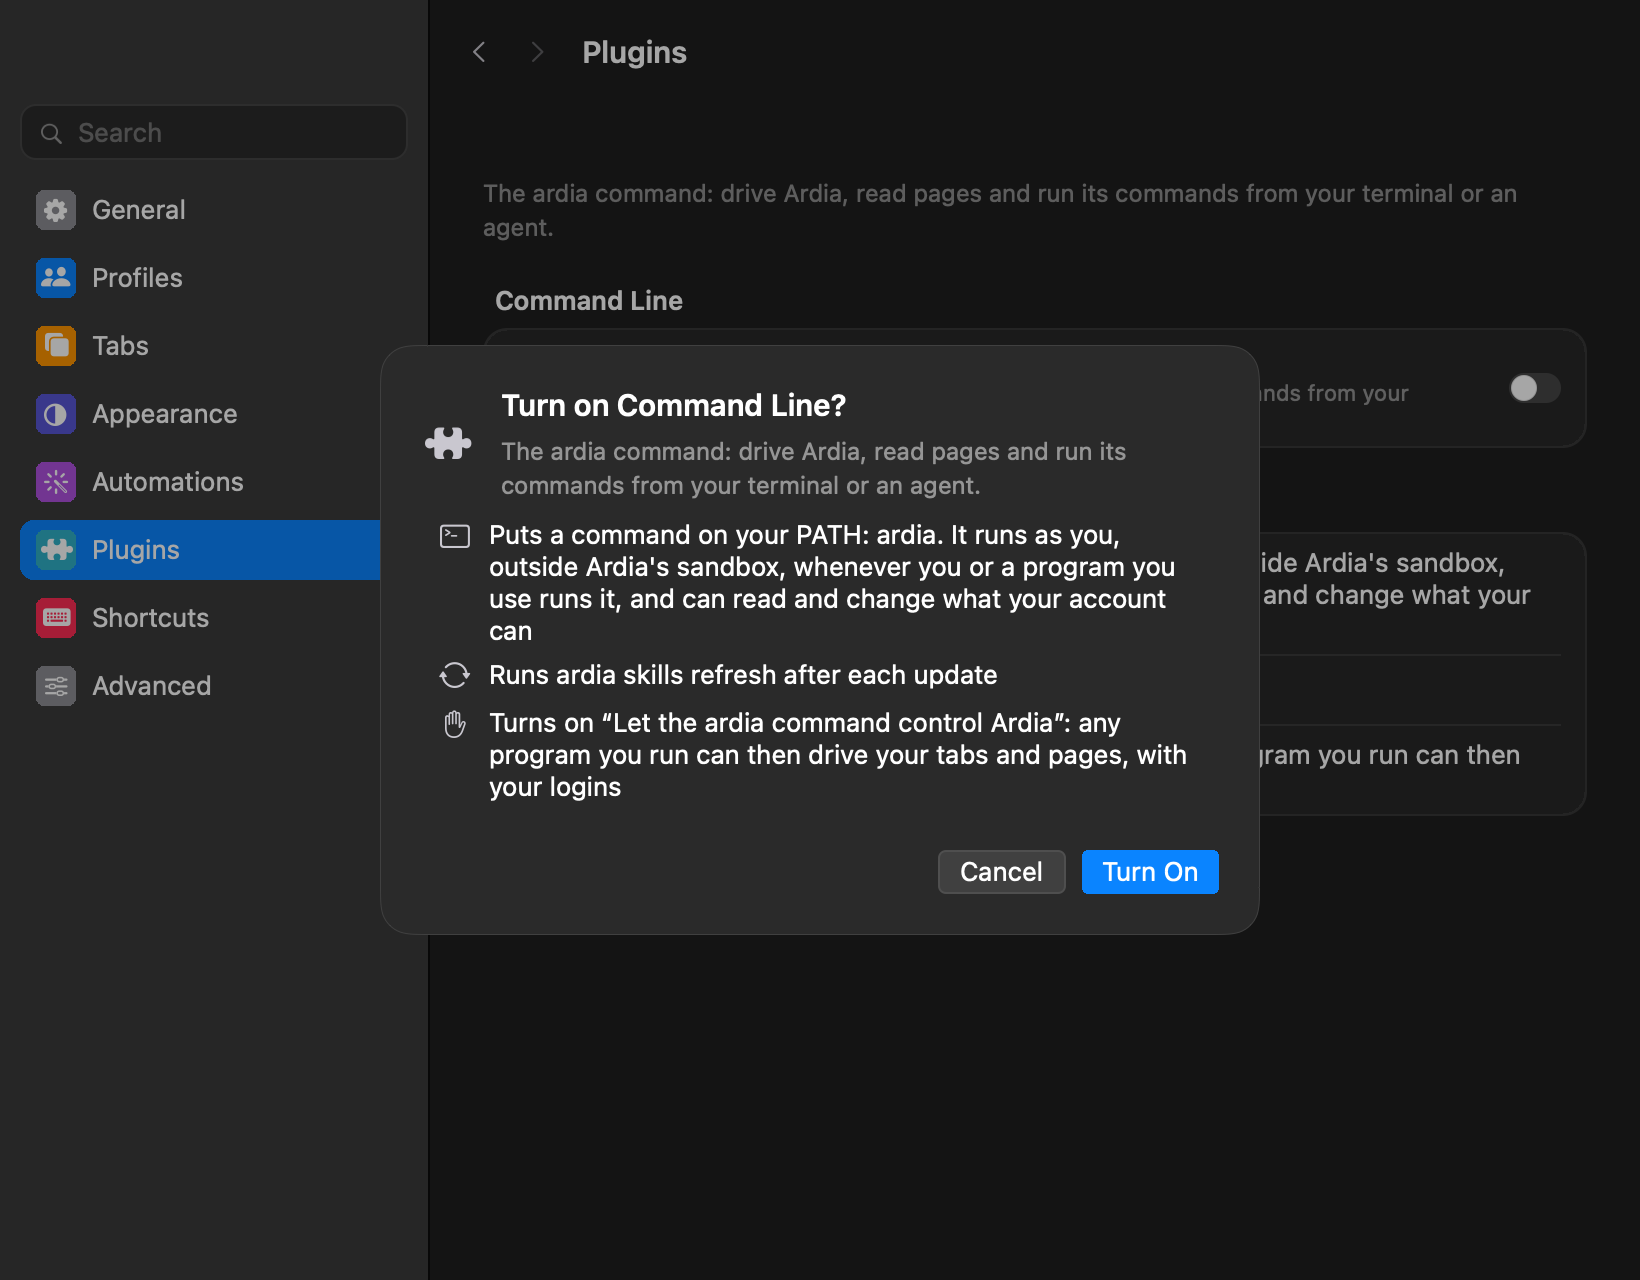 Plugins
Search
General
Profiles
Tabs
Appearance
Automations
Plugins
Shortcuts
Advanced
The ardia command: drive Ardia, read pages and run its commands from your terminal or an
agent.
Command Line
from your
ide Ardia's sandbox,
and change what your
you run can then
Turn on Command Line?
The ardia command: drive Ardia, read pages and run its
commands from your terminal or an agent.
Puts a command on your PATH: ardia. It runs as you,
outside Ardia's sandbox, whenever you or a program you
use runs it, and can read and change what your account
can
Runs ardia skills refresh after each update
Turns on “Let the ardia command control Ardia”: any
program you run can then drive your tabs and pages, with
your logins
Cancel
Turn On